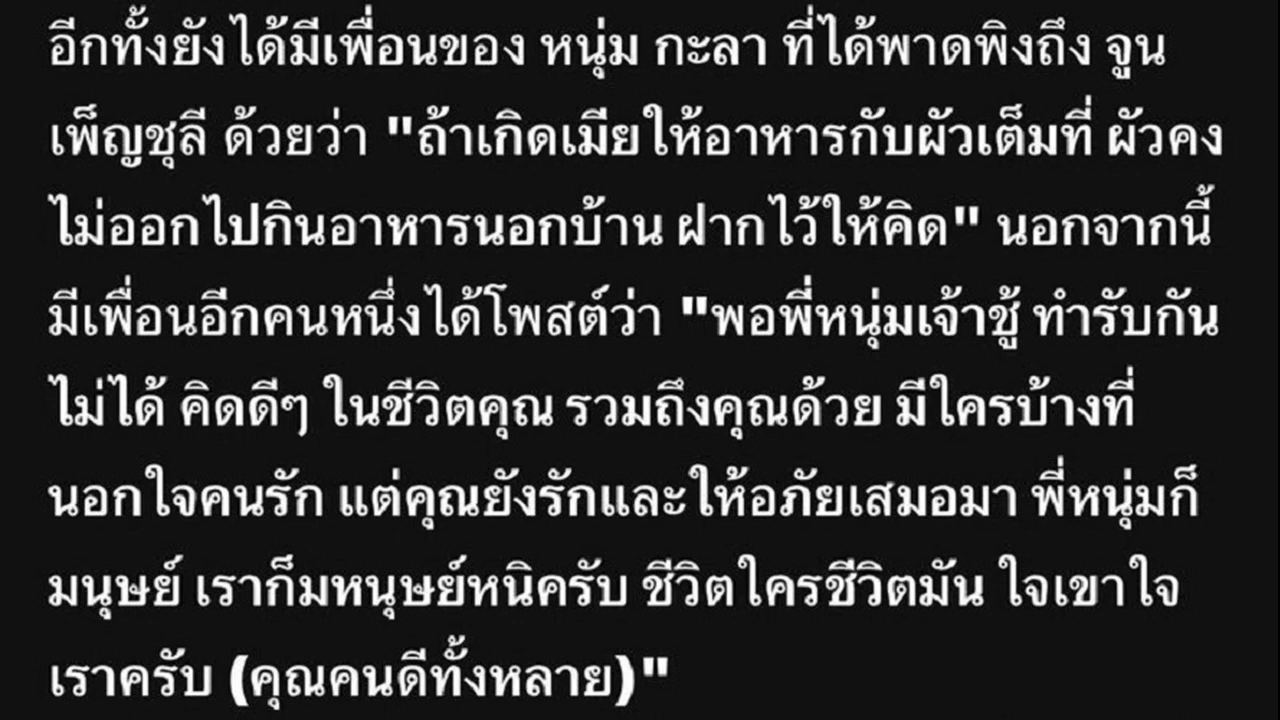 อีกทั้งยังได้มีเพื่อนของ หนุ่ม กะลา ที่ได้พาดพิงถึง จูน
เพ็ญชุลี ด้วยว่า "ถ้าเกิดเมียให้อาหารกับผัวเต็มที่ ผัวคง
ไม่ออกไปกินอาหารนอกบ้าน ฝากไว้ให้คิด" นอกจากนี้
มีเพื่อนอีกคนหนึ่งได้โพสต์ว่า "พอพี่หนุ่มเจ้าชู้ ทำรับกัน
ไม่ได้ คิดดีๆ ในชีวิตคุณ รวมถึงคุณด้วย มีใครบ้างที่
นอกใจคนรัก แต่คุณยังรักและให้อภัยเสมอมา พี่หนุ่มก็
มนุษย์ เราก็มหนุษย์หนิครับ ชีวิตใครชีวิตมัน ใจเขาใจ
เราครับ (คุณคนดีทั้งหลาย)"